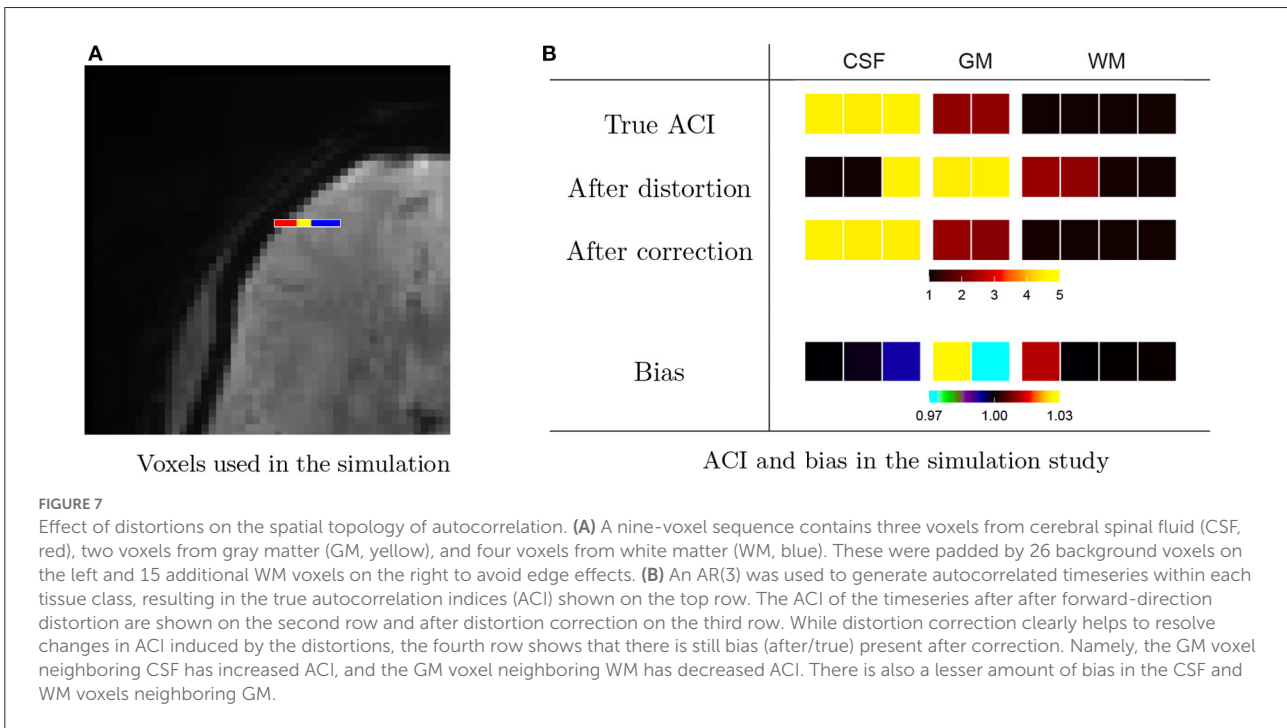 A
Voxels used in the simulation
B
CSF GM WM
True ACI
After distortion
After correction
1 2 3 4 5
Bias
0.97 1.00 1.03
ACI and bias in the simulation study
FIGURE 7
Effect of distortions on the spatial topology of autocorrelation. (A) A nine-voxel sequence contains three voxels from cerebral spinal fluid (CSF,
red), two voxels from gray matter (GM, yellow), and four voxels from white matter (WM, blue). These were padded by 26 background voxels on
the left and 15 additional WM voxels on the right to avoid edge effects. (B) An AR(3) was used to generate autocorrelated timeseries within each
tissue class, resulting in the true autocorrelation indices (ACI) shown on the top row. The ACI of the timeseries after after forward-direction
distortion are shown on the second row and after distortion correction on the third row. While distortion correction clearly helps to resolve
changes in ACI induced by the distortions, the fourth row shows that there is still bias (after/true) present after correction. Namely, the GM voxel
neighboring CSF has increased ACI, and the GM voxel neighboring WM has decreased ACI. There is also a lesser amount of bias in the CSF and
WM voxels neighboring GM.